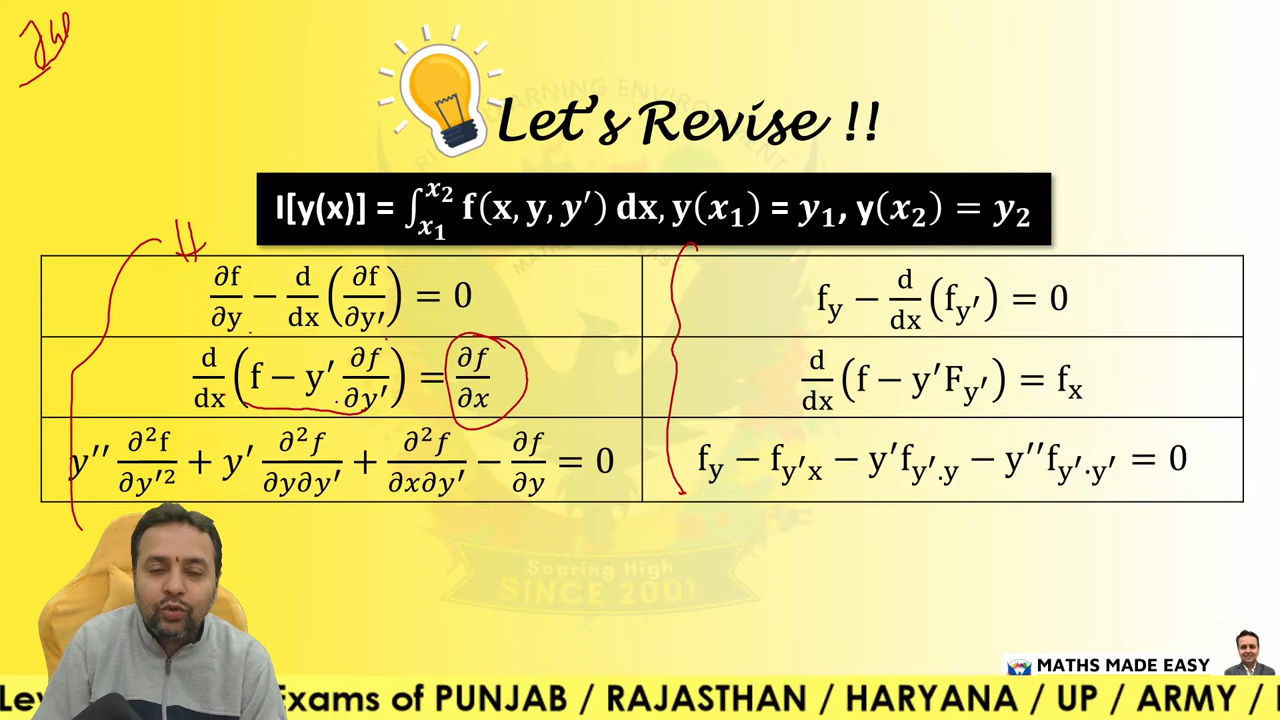 Let's Revise !!
I[y(x)] = ∫_{x₁}^{x₂} f(x, y, y′) dx, y(x₁) = y₁, y(x₂) = y₂
∂f/∂y − d/dx (∂f/∂y′) = 0
f_y − d/dx (f_{y′}) = 0
d/dx (f − y′ ∂f/∂y′) = ∂f/∂x
d/dx (f − y′F_{y′}) = f_x
y′′ ∂²f/∂y′² + y′ ∂²f/∂y∂y′ + ∂²f/∂x∂y′ − ∂f/∂y = 0
f_y − f_{y′x} − y′f_{y′.y} − y′′f_{y′.y′} = 0
Soaring High
SINCE 2001
MATHS MADE EASY
Exams of PUNJAB / RAJASTHAN / HARYANA / UP / ARMY /